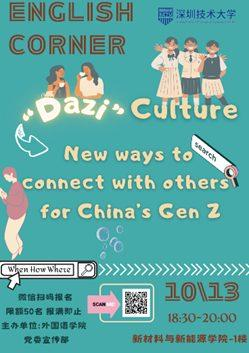 ENGLISH
CORNER
深圳技术大学
"Dazi" Culture
search
New ways to
connect with others
for China's Gen Z
When How Where
微信扫码报名
限额50名 报满即止
主办单位:外国语学院
党委宣传部
SCAN ME
10\13
18:30-20:00
新材料与新能源学院-1楼